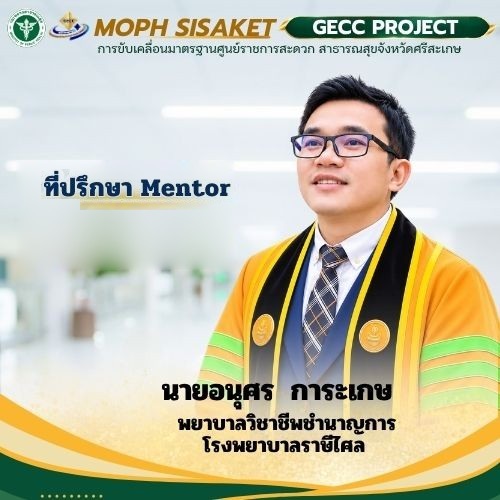 MOPH SISAKET GECC PROJECT
การขับเคลื่อนมาตรฐานศูนย์ราชการสะดวก สาธารณสุขจังหวัดศรีสะเกษ
ที่ปรึกษา Mentor
นายอนุศร การะเกษ
พยาบาลวิชาชีพชำนาญการ
โรงพยาบาลราษีไศล